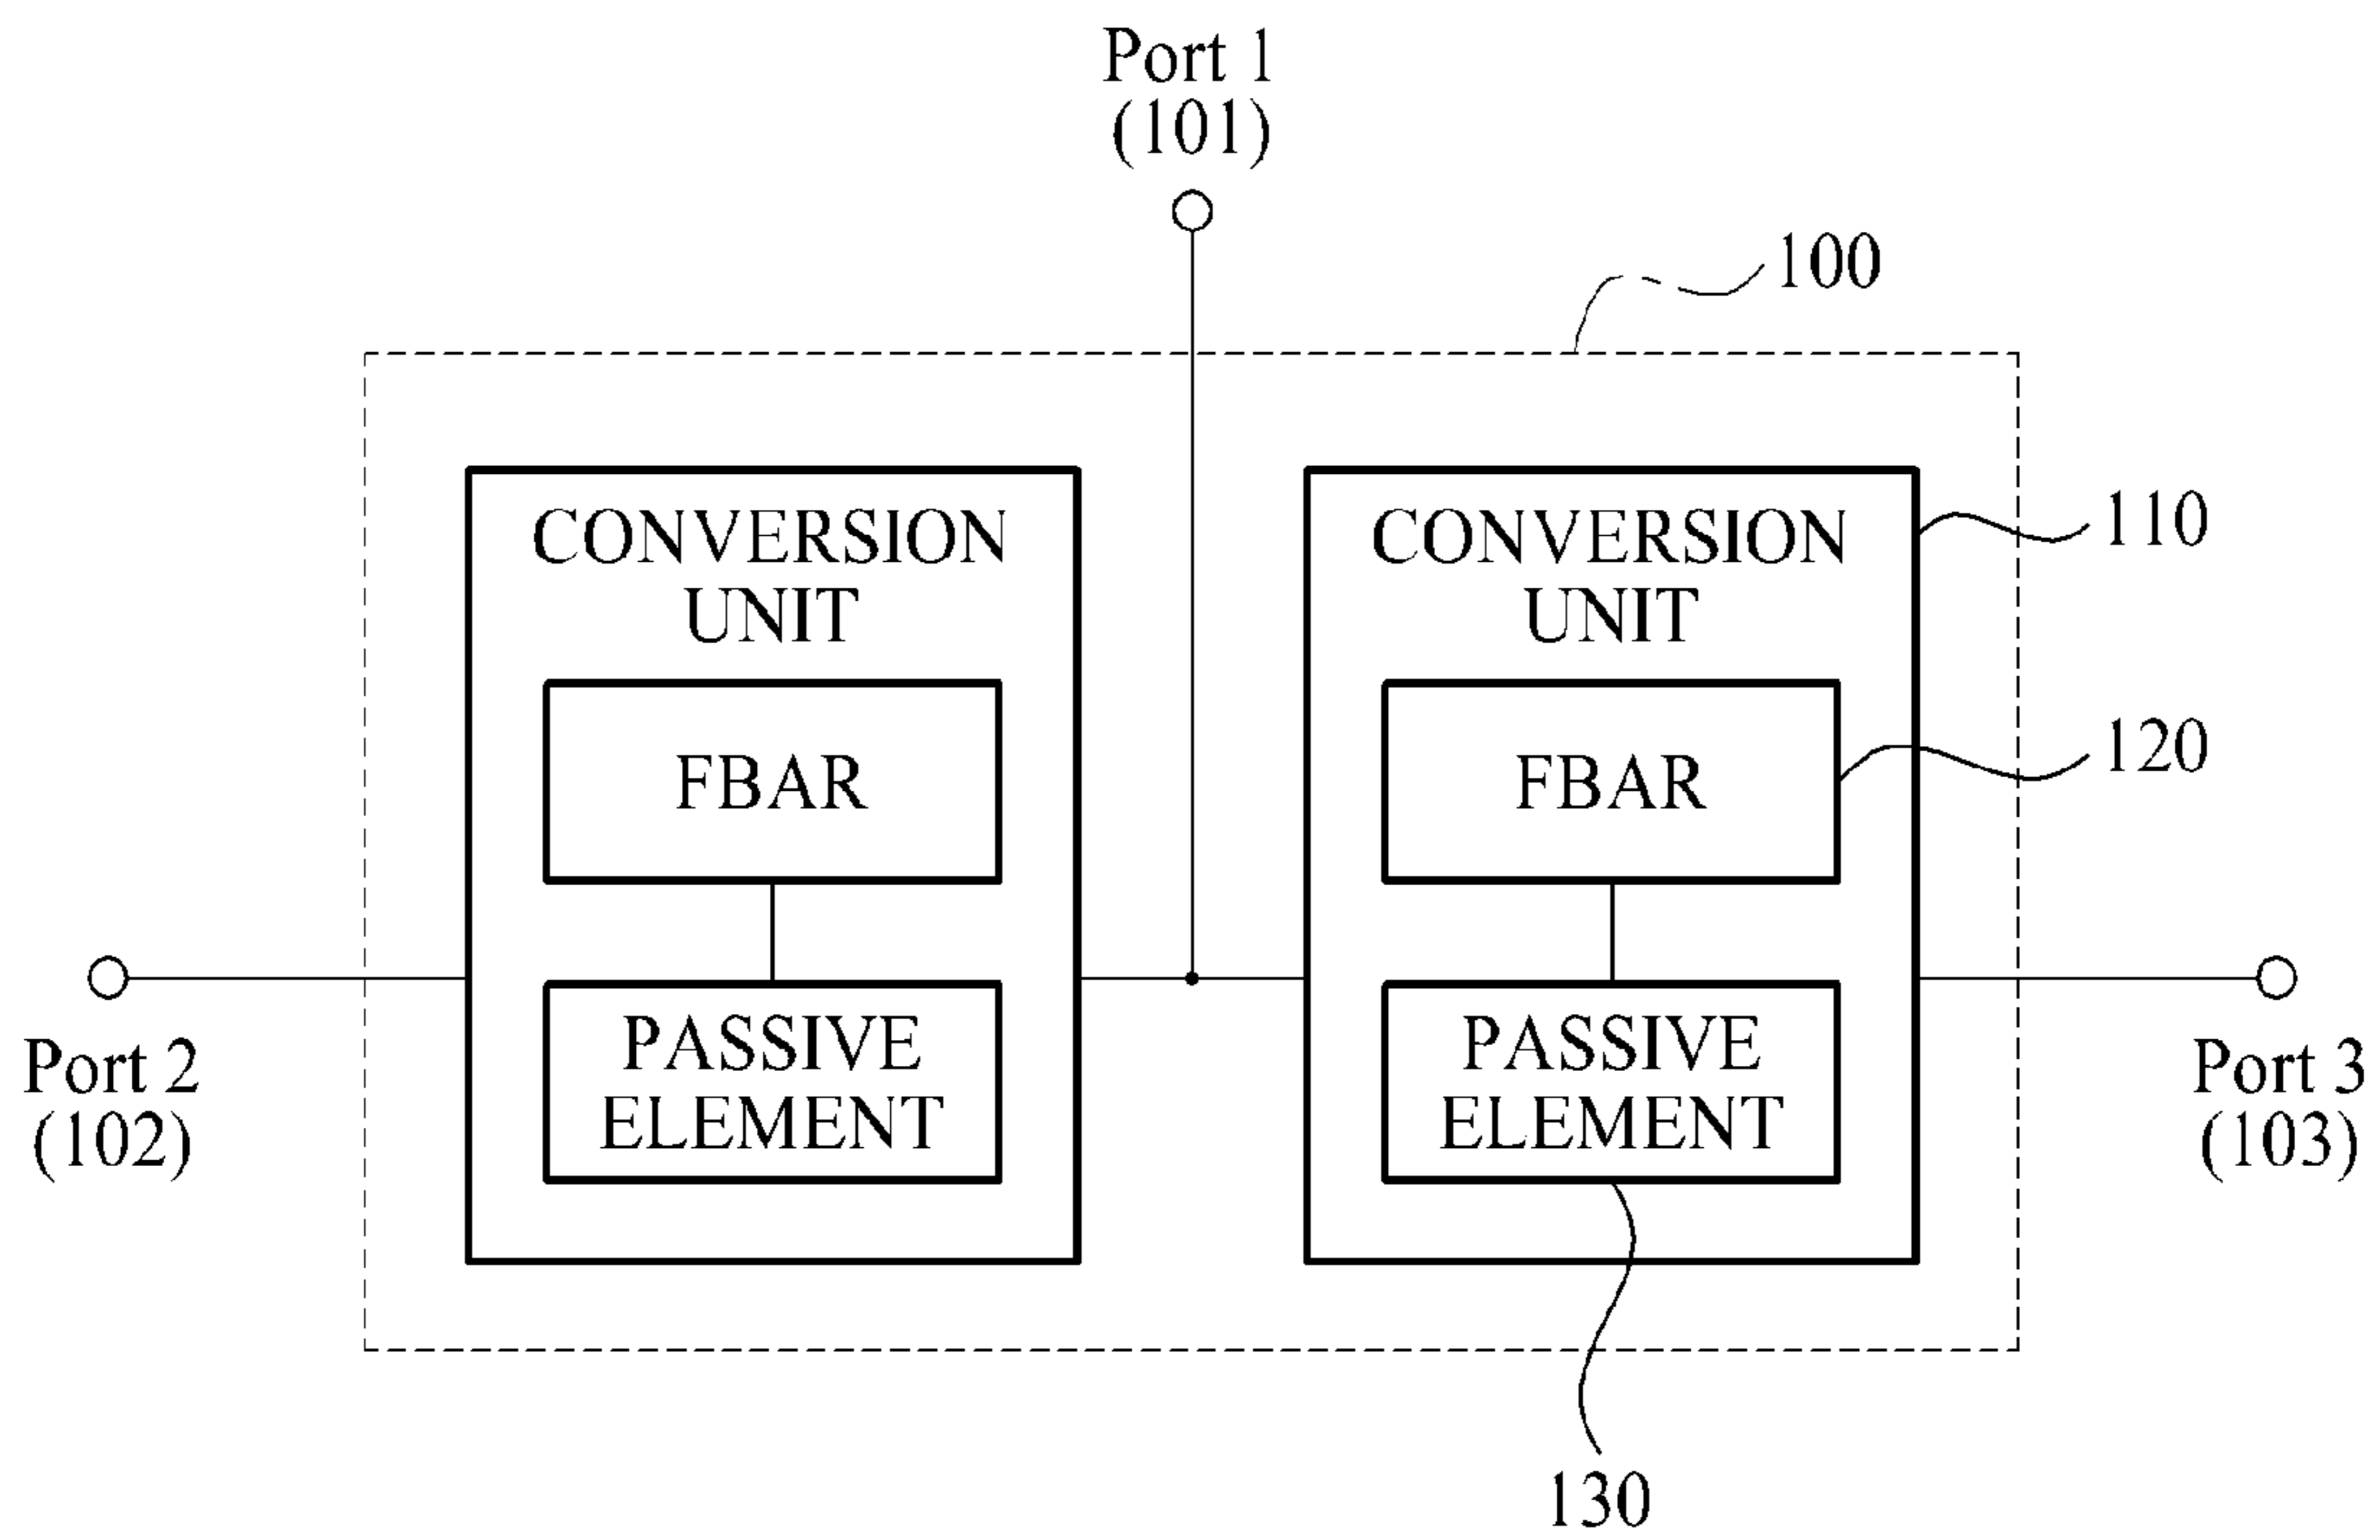 Port 1
(101)
100
CONVERSION
UNIT
FBAR
PASSIVE
ELEMENT
CONVERSION
UNIT
FBAR
PASSIVE
ELEMENT
110
120
Port 2
(102)
Port 3
(103)
130